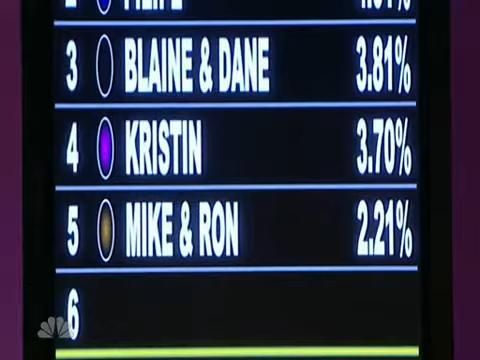 3 BLAINE & DANE 3.81%
4 KRISTIN 3.70%
5 MIKE & RON 2.21%
6